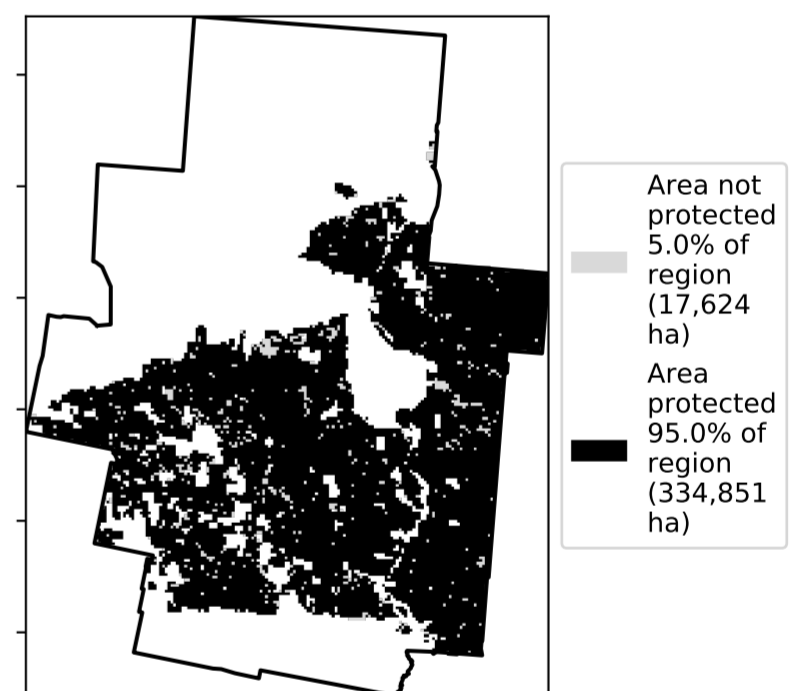 Area not
protected
5.0% of
region
(17,624
ha)
Area
protected
95.0% of
region
(334,851
ha)